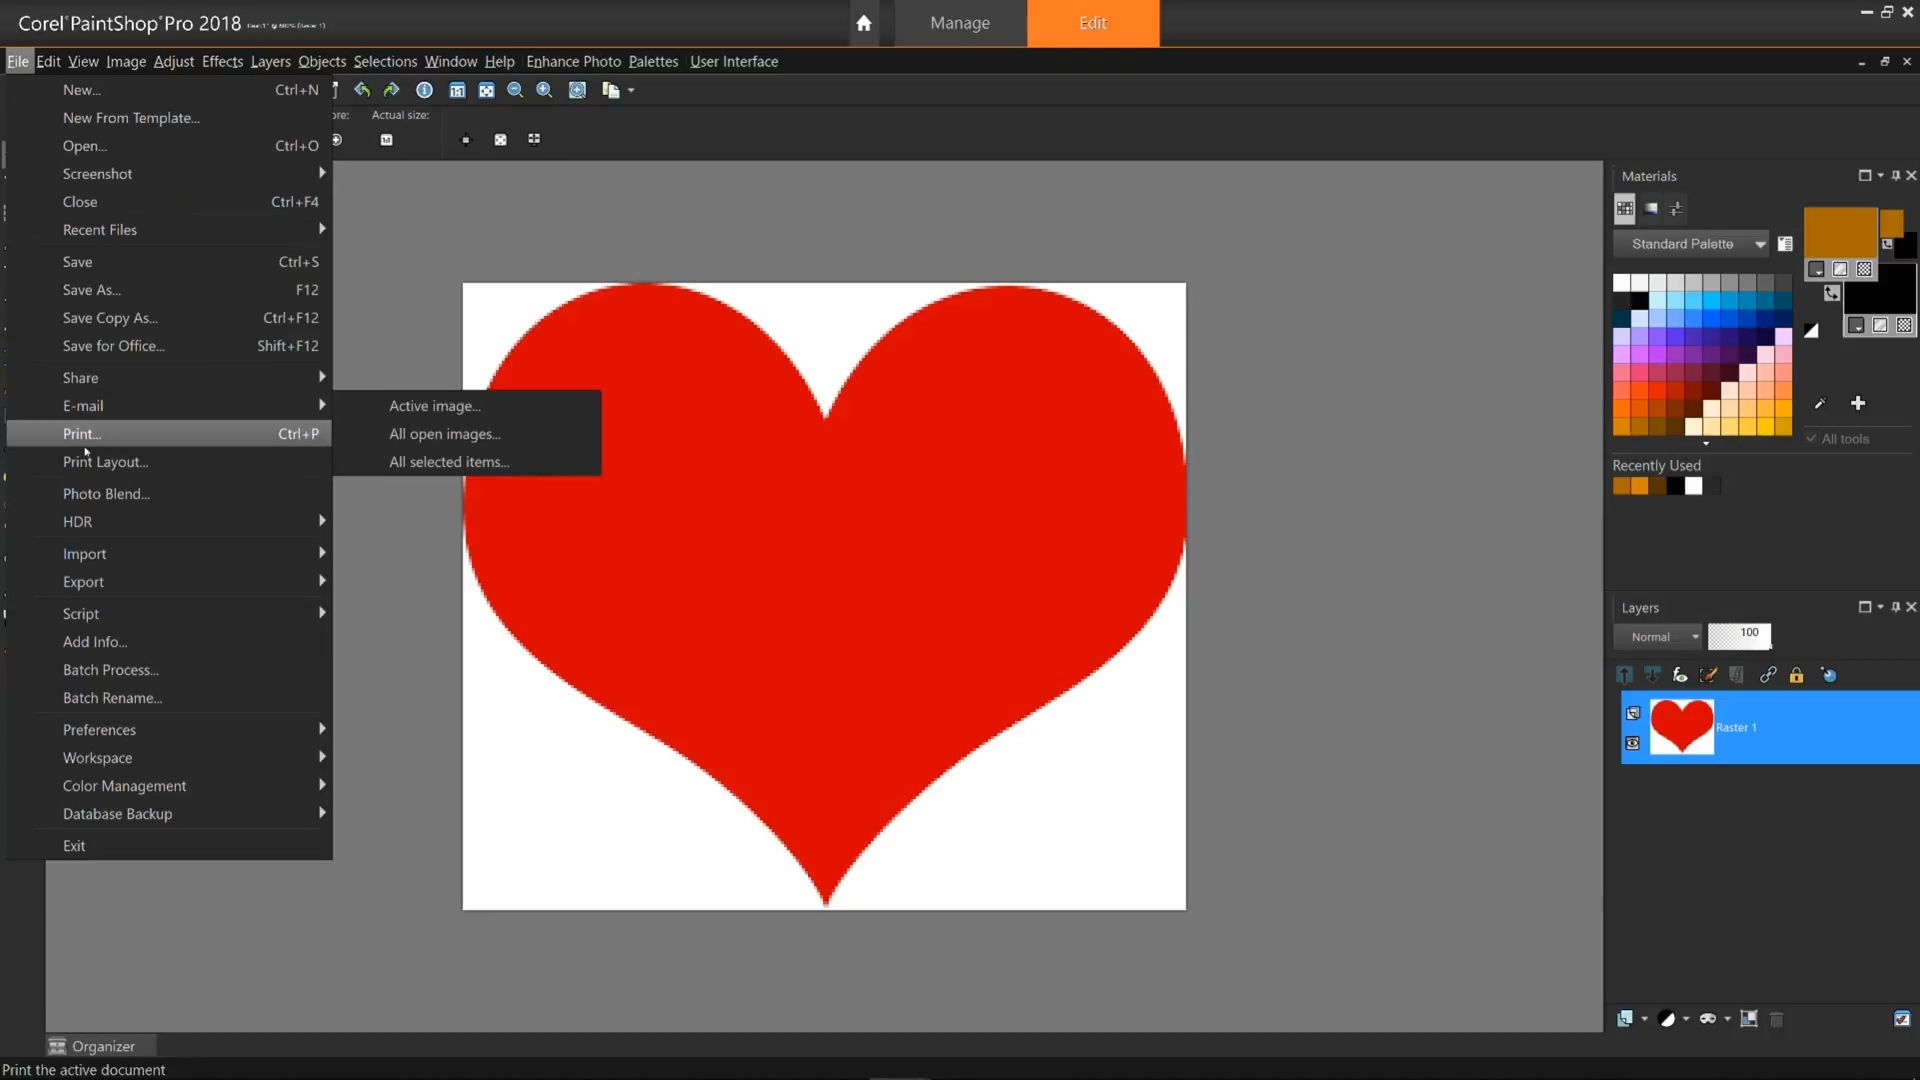 Corel PaintShop Pro 2018
Manage
Edit
File Edit View Image Adjust Effects Layers Objects Selections Window Help Enhance Photo Palettes User Interface
New... Ctrl+N
New From Template...
Open... Ctrl+O
Screenshot
Close Ctrl+F4
Recent Files
Save Ctrl+S
Save As... F12
Save Copy As... Ctrl+F12
Save for Office... Shift+F12
Share
E-mail
Print... Ctrl+P
Print Layout...
Photo Blend...
HDR
Import
Export
Script
Add Info...
Batch Process...
Batch Rename...
Preferences
Workspace
Color Management
Database Backup
Exit
Active image...
All open images...
All selected items...
Actual size:
Materials
Standard Palette
All tools
Recently Used
Layers
Normal 100
Raster 1
Organizer
Print the active document